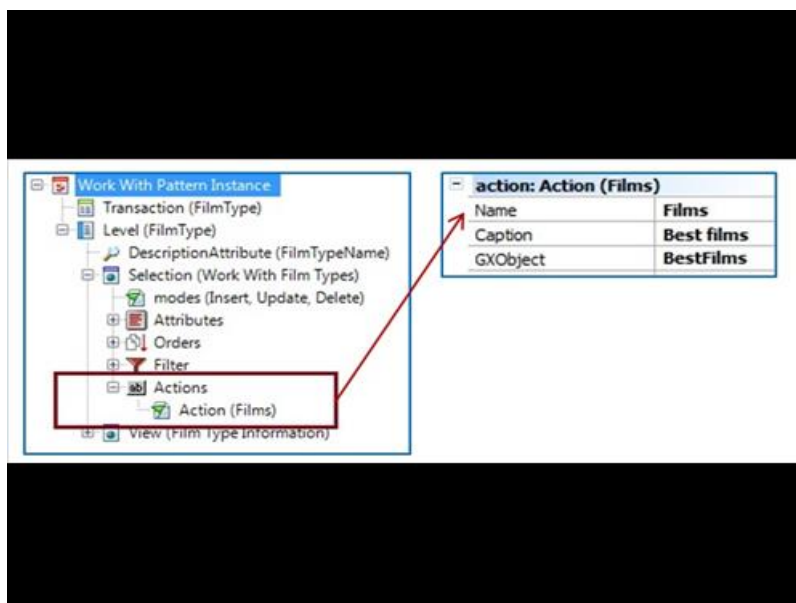 Work With Pattern Instance
Transaction (FilmType)
Level (FilmType)
DescriptionAttribute (FilmTypeName)
Selection (Work With Film Types)
modes (Insert, Update, Delete)
Attributes
Orders
Filter
Actions
Action (Films)
View (Film Type Information)
action: Action (Films)
Name Films
Caption Best films
GXObject BestFilms